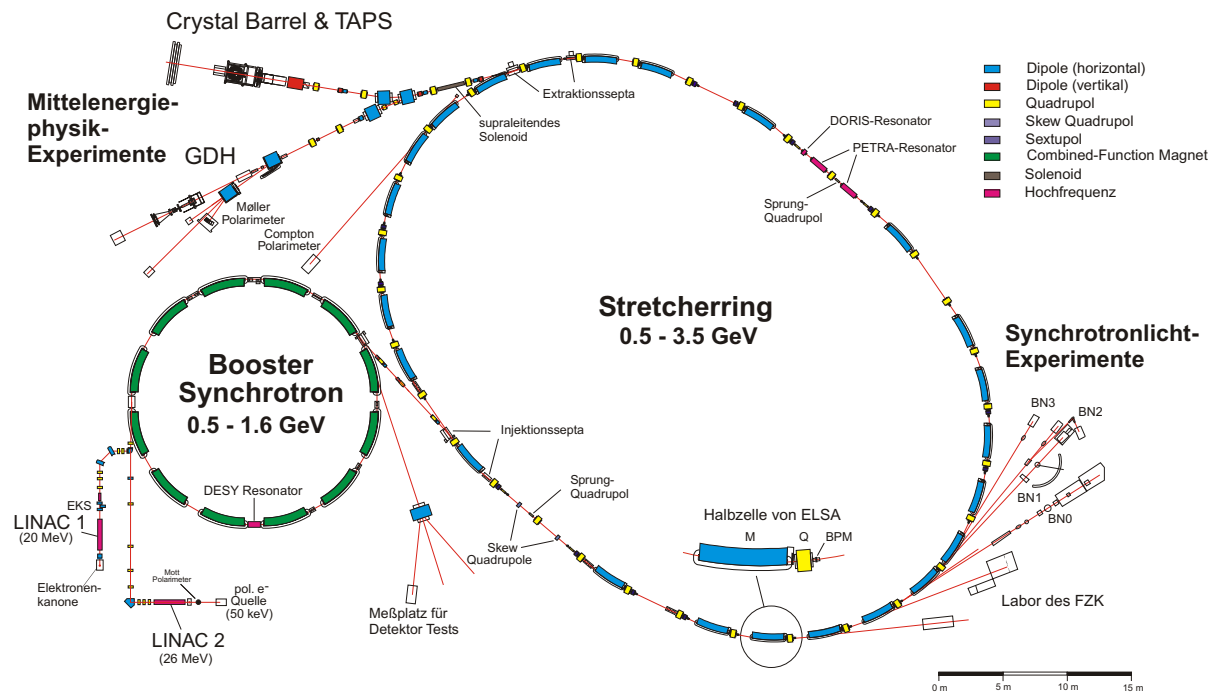 Crystal Barrel & TAPS
Mittelenergie-
physik-
Experimente
GDH
Møller
Polarimeter
Compton
Polarimeter
supraleitendes
Solenoid
Extraktionssepta
DORIS-Resonator
PETRA-Resonator
Sprung-
Quadrupol
Dipole (horizontal)
Dipole (vertikal)
Quadrupol
Skew Quadrupol
Sextupol
Combined-Function Magnet
Solenoid
Hochfrequenz
Stretcherring
0.5 - 3.5 GeV
Synchrotronlicht-
Experimente
Booster
Synchrotron
0.5 - 1.6 GeV
DESY Resonator
Injektionssepta
Sprung-
Quadrupol
Skew
Quadrupole
Halbzelle von ELSA
M
Q
BPM
BN3
BN2
BN1
BN0
Labor des FZK
EKS
LINAC 1
(20 MeV)
Elektronen-
kanone
Mott
Polarimeter
pol. e-
Quelle
(50 keV)
LINAC 2
(26 MeV)
Meßplatz für
Detektor Tests
0 m
5 m
10 m
15 m